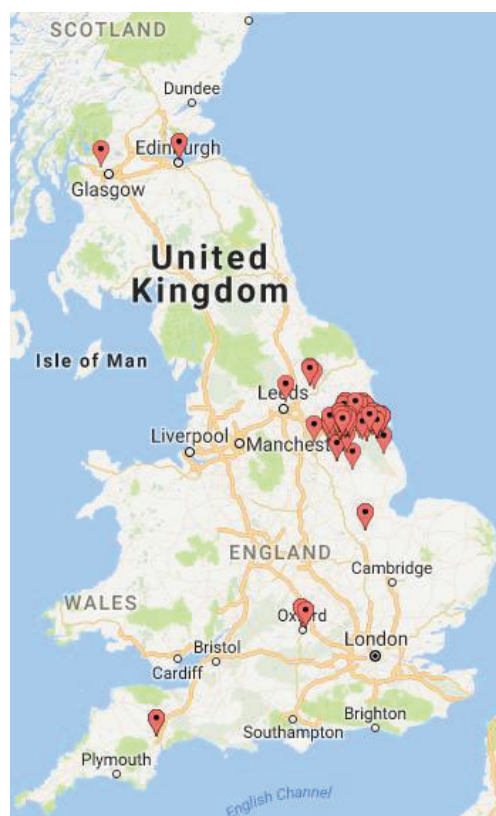 SCOTLAND
Dundee
Edinburgh
Glasgow
United
Kingdom
Isle of Man
Leeds
Liverpool
Manchest
ENGLAND
Cambridge
WALES
Oxford
London
Bristol
Cardiff
Brighton
Southampton
Plymouth
English Channel